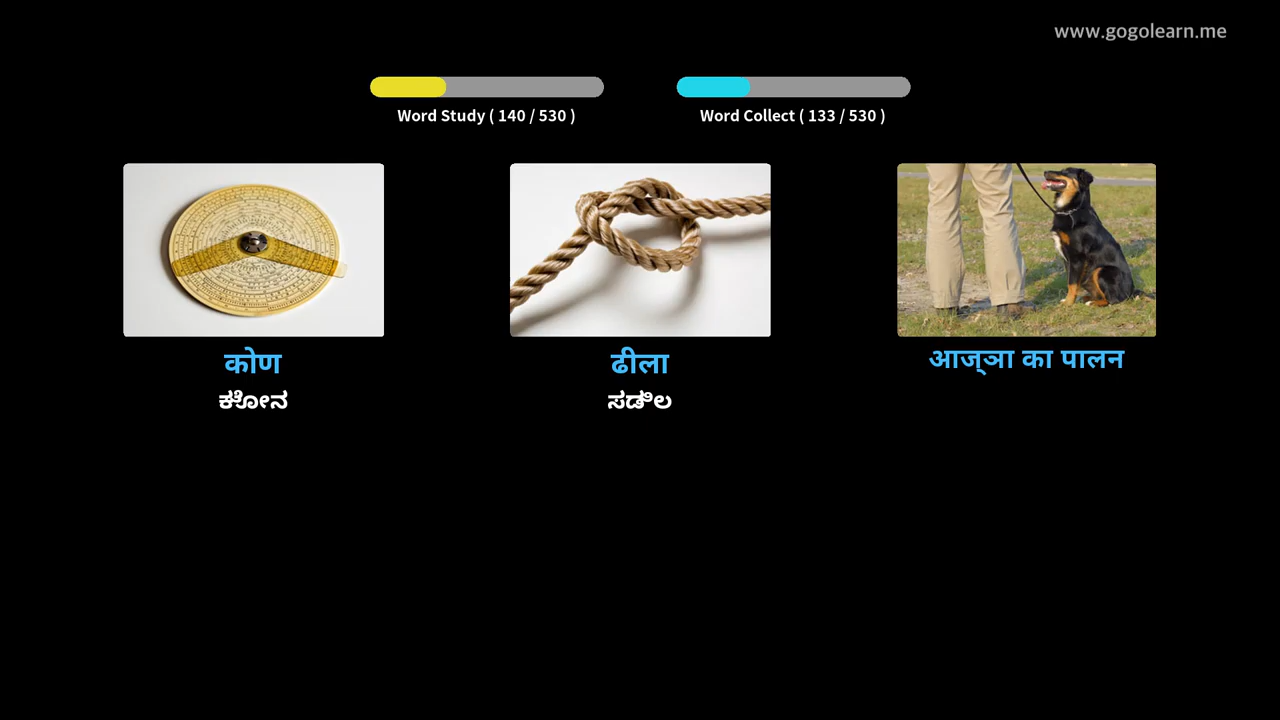 www.gogolearn.me
Word Study ( 140 / 530 )
Word Collect ( 133 / 530 )
कोण
ढीला
आज्ञा का पालन
ಕೋನ
ಸಡಿಲ